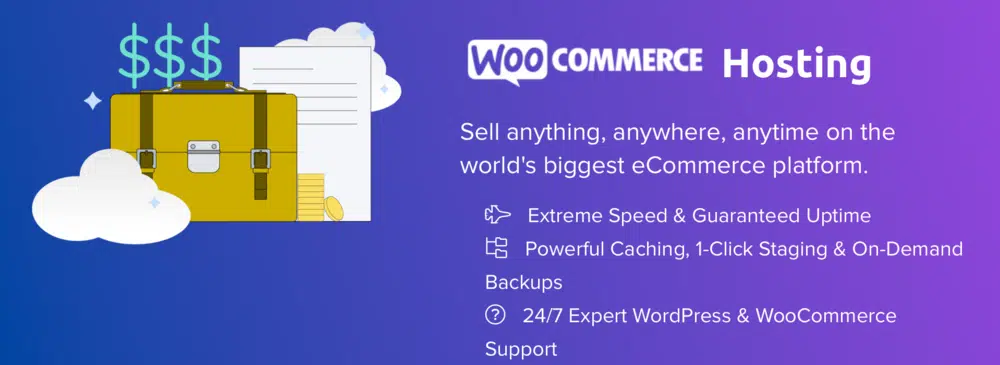 $$$
WOO COMMERCE Hosting
Sell anything, anywhere, anytime on the
world's biggest eCommerce platform.
Extreme Speed & Guaranteed Uptime
Powerful Caching, 1-Click Staging & On-Demand
Backups
? 24/7 Expert WordPress & WooCommerce
Support